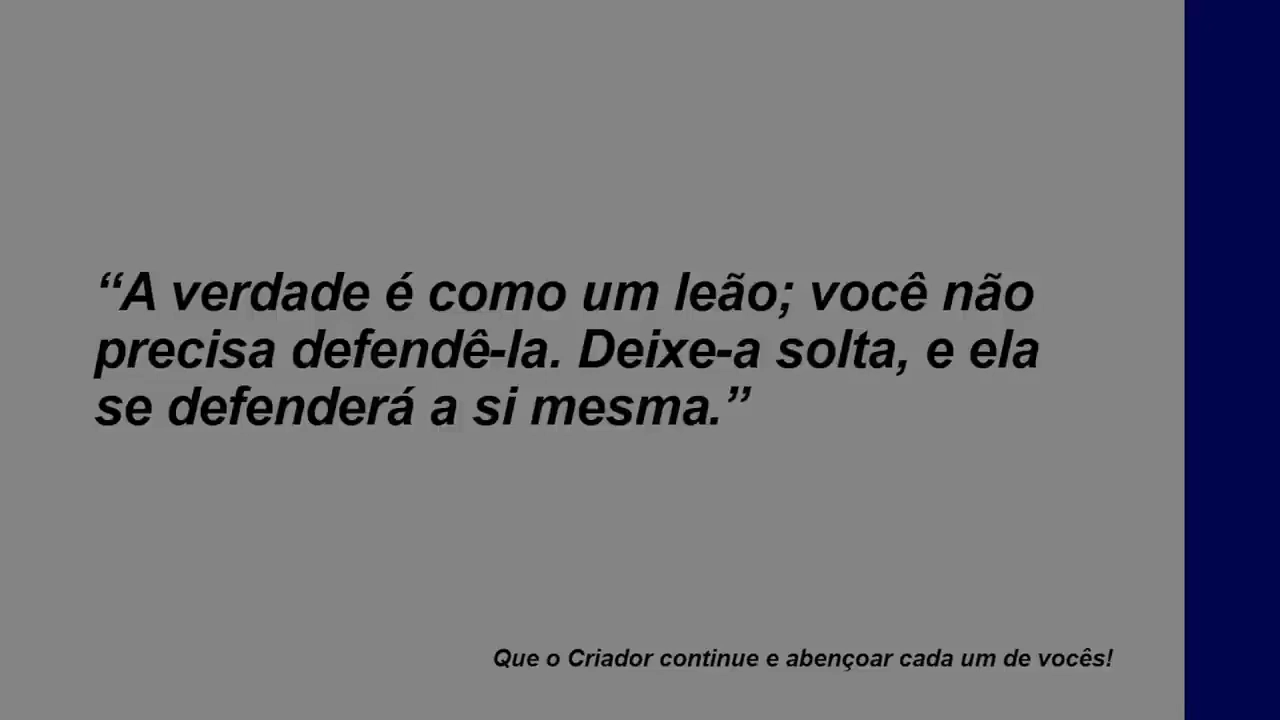 “A verdade é como um leão; você não
precisa defendê-la. Deixe-a solta, e ela
se defenderá a si mesma.”
Que o Criador continue e abençoar cada um de vocês!